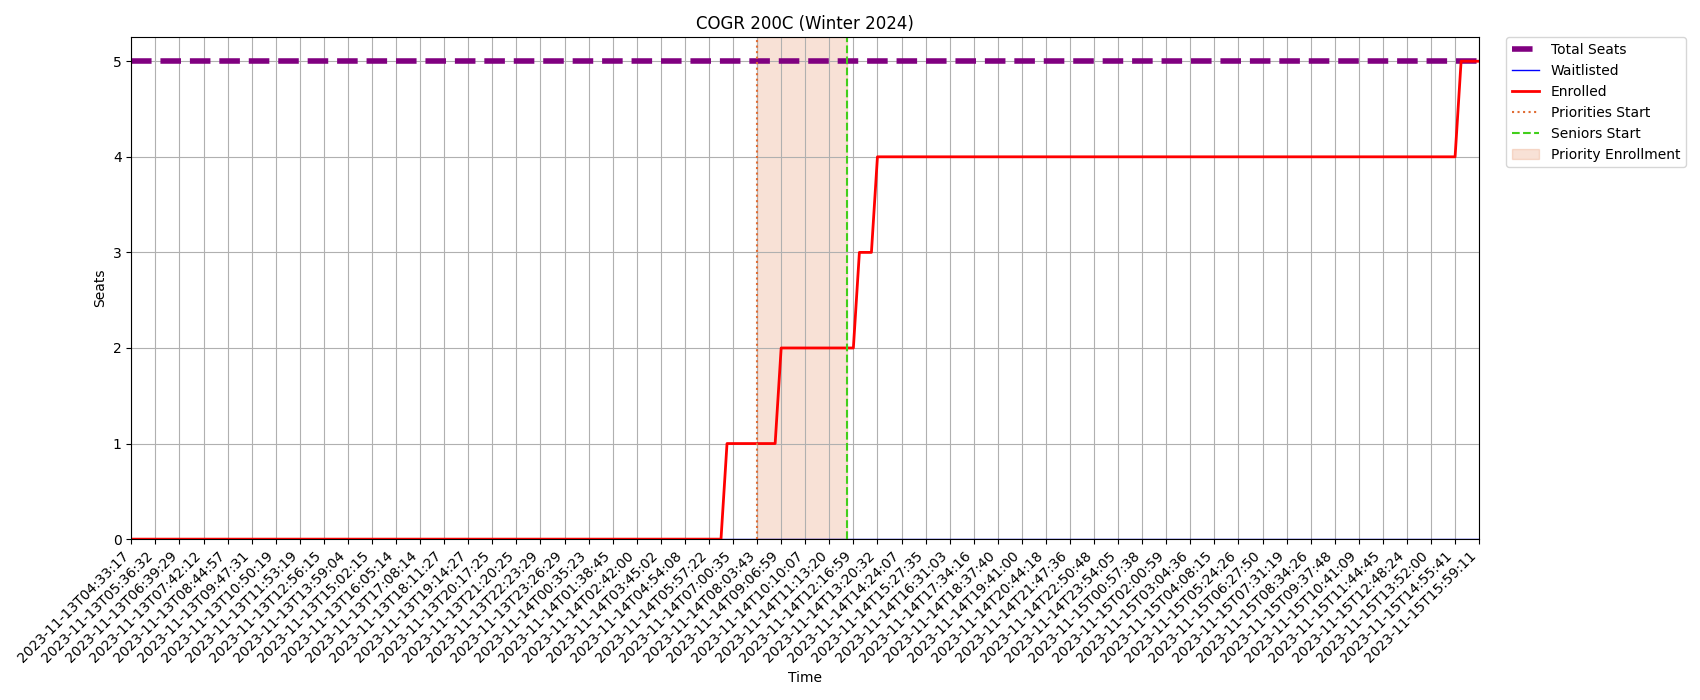 COGR 200C (Winter 2024)
Total Seats
Waitlisted
Enrolled
Priorities Start
Seniors Start
Priority Enrollment
Seats
5
4
3
2
1
0
2023-11-13T04:33:17
2023-11-13T05:36:32
2023-11-13T06:39:29
2023-11-13T07:42:12
2023-11-13T08:44:57
2023-11-13T09:47:31
2023-11-13T10:50:19
2023-11-13T11:53:19
2023-11-13T12:56:15
2023-11-13T13:59:04
2023-11-13T15:02:15
2023-11-13T16:05:14
2023-11-13T17:08:14
2023-11-13T18:11:27
2023-11-13T19:14:27
2023-11-13T20:17:25
2023-11-13T21:20:25
2023-11-13T22:23:29
2023-11-13T23:26:29
2023-11-14T00:35:23
2023-11-14T01:38:45
2023-11-14T02:42:00
2023-11-14T03:45:02
2023-11-14T04:54:08
2023-11-14T05:57:22
2023-11-14T07:00:35
2023-11-14T08:03:43
2023-11-14T09:06:59
2023-11-14T10:10:07
2023-11-14T11:13:20
2023-11-14T12:16:59
2023-11-14T13:20:32
2023-11-14T14:24:07
2023-11-14T15:27:35
2023-11-14T16:31:03
2023-11-14T17:34:16
2023-11-14T18:37:40
2023-11-14T19:41:00
2023-11-14T20:44:18
2023-11-14T21:47:36
2023-11-14T22:50:48
2023-11-14T23:54:05
2023-11-15T00:57:38
2023-11-15T02:00:59
2023-11-15T03:04:36
2023-11-15T04:08:15
2023-11-15T05:24:26
2023-11-15T06:27:50
2023-11-15T07:31:19
2023-11-15T08:34:26
2023-11-15T09:37:48
2023-11-15T10:41:09
2023-11-15T11:44:45
2023-11-15T12:48:24
2023-11-15T13:52:00
2023-11-15T14:55:41
2023-11-15T15:59:11
Time